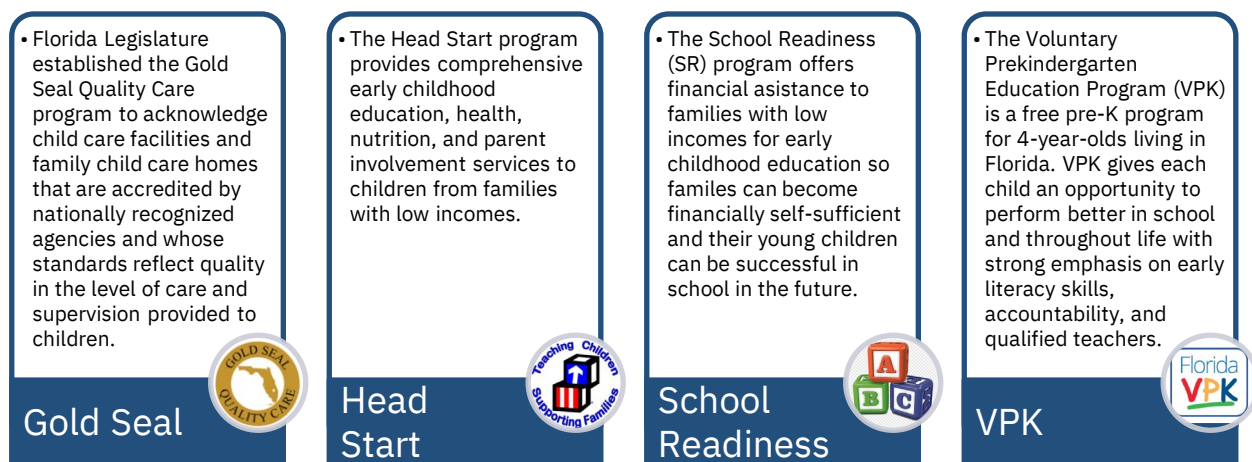 • Florida Legislature
established the Gold
Seal Quality Care
program to acknowledge
child care facilities and
family child care homes
that are accredited by
nationally recognized
agencies and whose
standards reflect quality
in the level of care and
supervision provided to
children.
GOLD SEAL
QUALITY CARE
Gold Seal
• The Head Start program
provides comprehensive
early childhood
education, health,
nutrition, and parent
involvement services to
children from families
with low incomes.
Teaching Children
Supporting Families
Head
Start
• The School Readiness
(SR) program offers
financial asistance to
families with low
incomes for early
childhood education so
familes can become
financially self-sufficient
and their young children
can be successful in
school in the future.
A
B C
School
Readiness
• The Voluntary
Prekindergarten
Education Program (VPK)
is a free pre-K program
for 4-year-olds living in
Florida. VPK gives each
child an opportunity to
perform better in school
and throughout life with
strong emphasis on early
literacy skills,
accountability, and
qualified teachers.
Florida
VPK
VPK